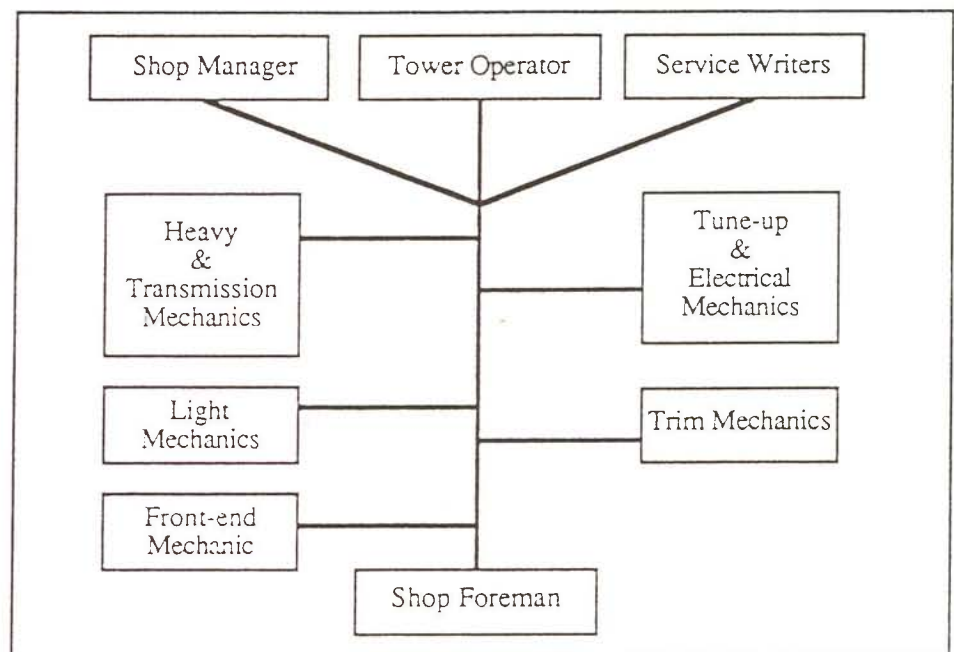 Shop Manager
Tower Operator
Service Writers
Heavy
&
Transmission
Mechanics
Tune-up
&
Electrical
Mechanics
Light
Mechanics
Trim Mechanics
Front-end
Mechanic
Shop Foreman